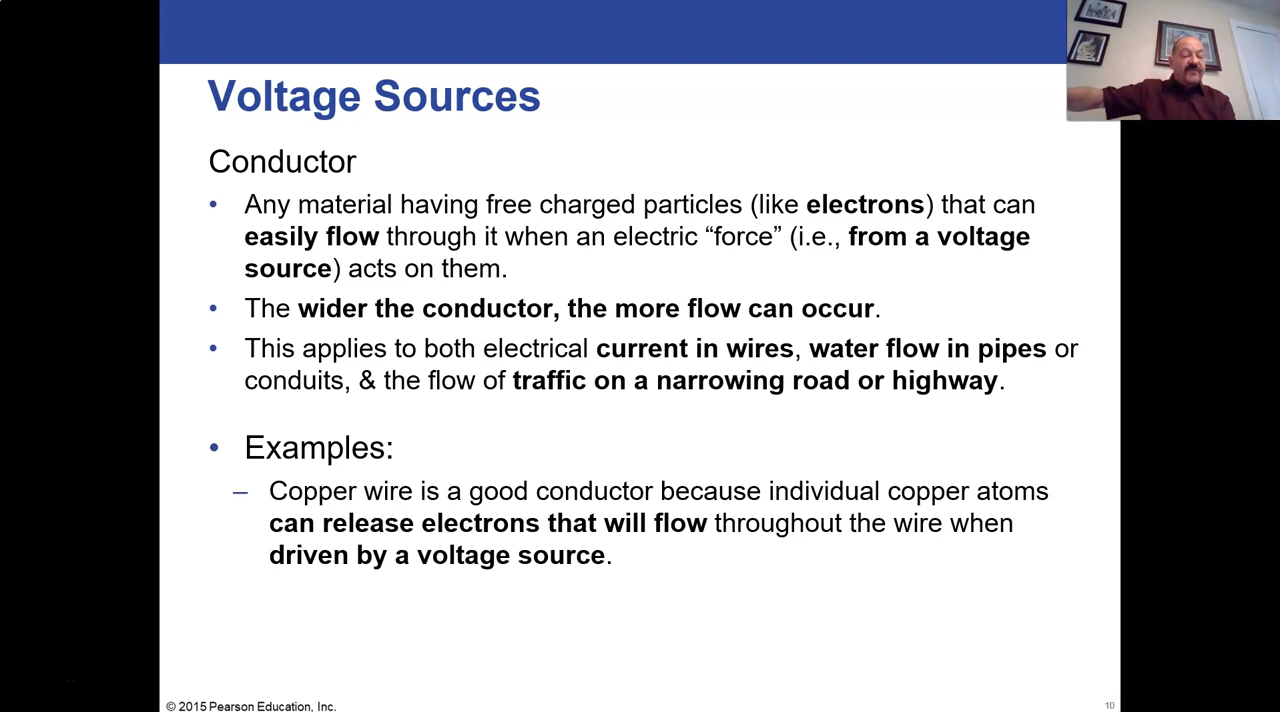 Voltage Sources
Conductor
• Any material having free charged particles (like electrons) that can
easily flow through it when an electric “force” (i.e., from a voltage
source) acts on them.
• The wider the conductor, the more flow can occur.
• This applies to both electrical current in wires, water flow in pipes or
conduits, & the flow of traffic on a narrowing road or highway.
• Examples:
– Copper wire is a good conductor because individual copper atoms
can release electrons that will flow throughout the wire when
driven by a voltage source.
© 2015 Pearson Education, Inc.
10